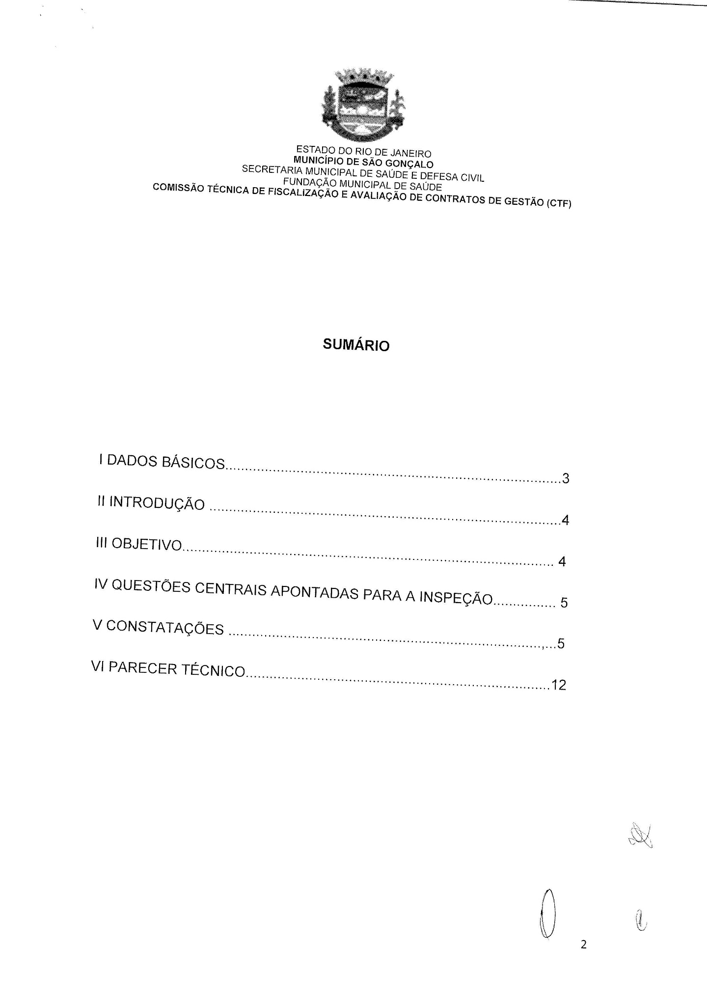 ESTADO DO RIO DE JANEIRO
MUNICÍPIO DE SÃO GONÇALO
SECRETARIA MUNICIPAL DE SAÚDE E DEFESA CIVIL
FUNDAÇÃO MUNICIPAL DE SAÚDE
COMISSÃO TÉCNICA DE FISCALIZAÇÃO E AVALIAÇÃO DE CONTRATOS DE GESTÃO (CTF)
SUMÁRIO
I DADOS BÁSICOS.....................................................................................3
II INTRODUÇÃO .........................................................................................4
III OBJETIVO.............................................................................................. 4
IV QUESTÕES CENTRAIS APONTADAS PARA A INSPEÇÃO................ 5
V CONSTATAÇÕES ...............................................................................,...5
VI PARECER TÉCNICO.............................................................................12
2